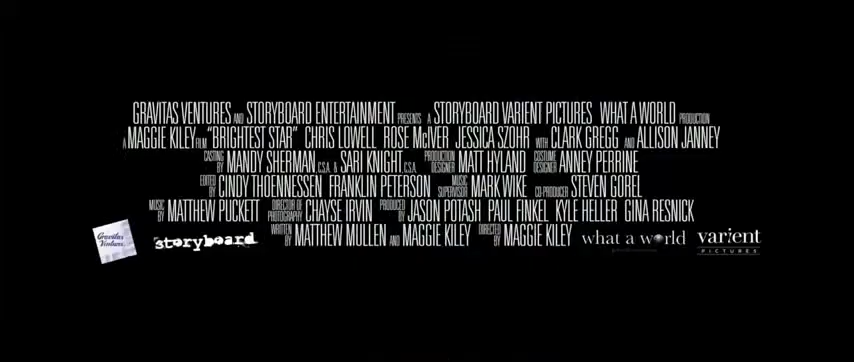 GRAVITAS VENTURES AND STORYBOARD ENTERTAINMENT PRESENTS A STORYBOARD VARIENT PICTURES WHAT A WORLD PRODUCTION
A MAGGIE KILEY FILM "BRIGHTEST STAR" CHRIS LOWELL ROSE McIVER JESSICA SZOHR WITH CLARK GREGG AND ALLISON JANNEY
CASTING BY MANDY SHERMAN, C.S.A. & SARI KNIGHT, C.S.A. PRODUCTION DESIGNER MATT HYLAND COSTUME DESIGNER ANNEY PERRINE
EDITED BY CINDY THOENNESSEN FRANKLIN PETERSON MUSIC SUPERVISOR MARK WIKE CO-PRODUCER STEVEN GOREL
MUSIC BY MATTHEW PUCKETT DIRECTOR OF PHOTOGRAPHY CHAYSE IRVIN PRODUCED BY JASON POTASH PAUL FINKEL KYLE HELLER GINA RESNICK
WRITTEN BY MATTHEW MULLEN AND MAGGIE KILEY DIRECTED BY MAGGIE KILEY
Gravitas Ventures
storyboard
what a world
varient
PICTURES